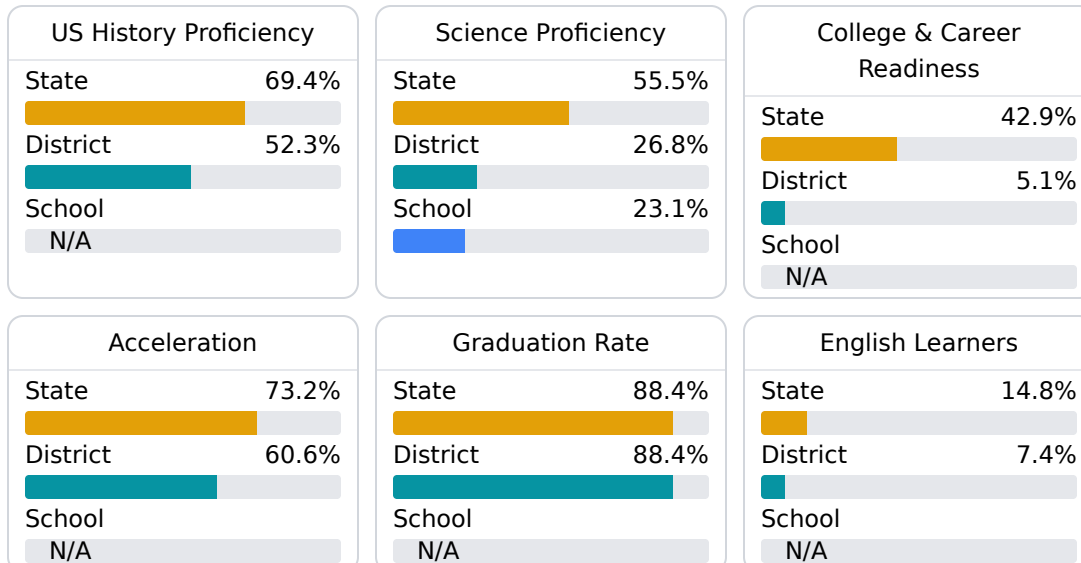 US History Proficiency
State 69.4%
District 52.3%
School
N/A
Science Proficiency
State 55.5%
District 26.8%
School 23.1%
College & Career
Readiness
State 42.9%
District 5.1%
School
N/A
Acceleration
State 73.2%
District 60.6%
School
N/A
Graduation Rate
State 88.4%
District 88.4%
School
N/A
English Learners
State 14.8%
District 7.4%
School
N/A